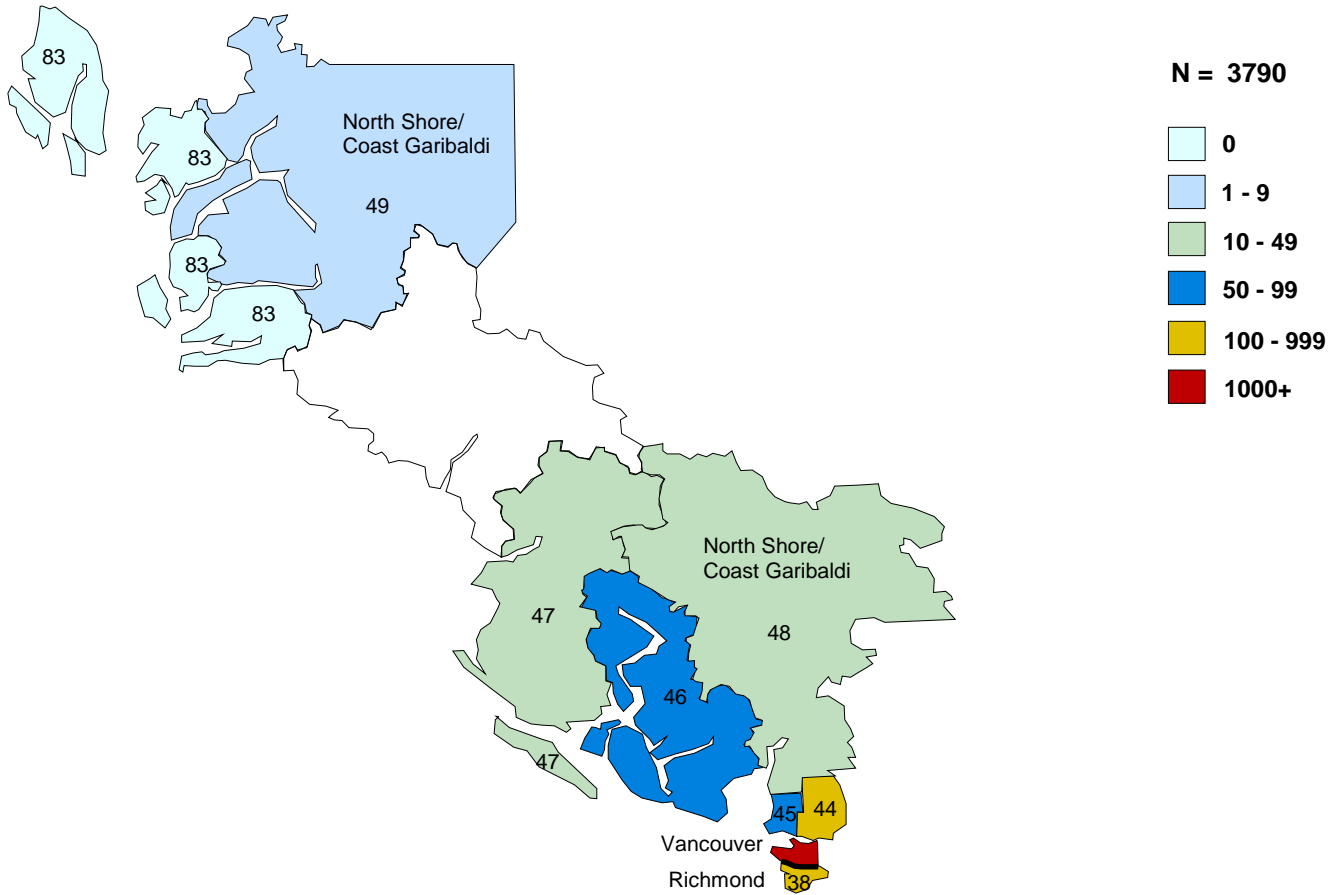 83
N = 3790
0
1 - 9
10 - 49
50 - 99
100 - 999
1000+
North Shore/
Coast Garibaldi
83
49
83
83
North Shore/
Coast Garibaldi
47
48
46
47
45
44
Vancouver
Richmond
38